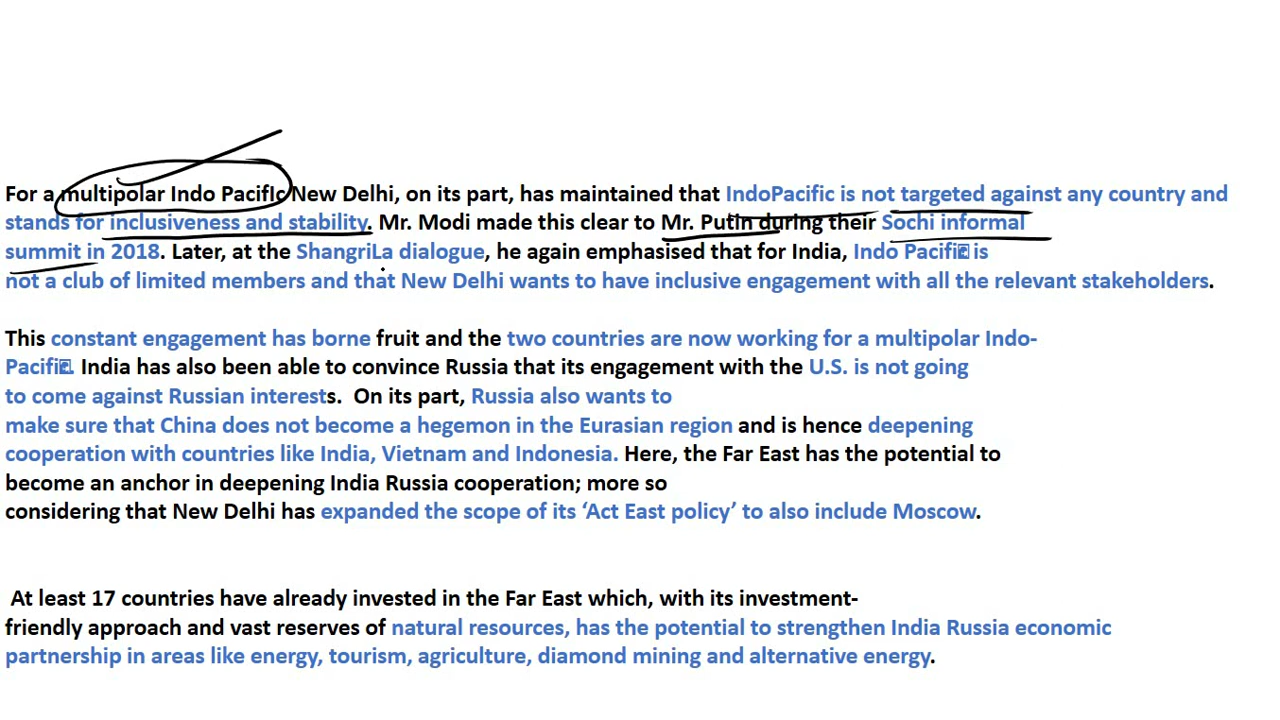 For a multipolar Indo PacifIc New Delhi, on its part, has maintained that IndoPacific is not targeted against any country and
stands for inclusiveness and stability. Mr. Modi made this clear to Mr. Putin during their Sochi informal
summit in 2018. Later, at the ShangriLa dialogue, he again emphasised that for India, Indo Pacific is
not a club of limited members and that New Delhi wants to have inclusive engagement with all the relevant stakeholders.
This constant engagement has borne fruit and the two countries are now working for a multipolar Indo-
Pacific. India has also been able to convince Russia that its engagement with the U.S. is not going
to come against Russian interests. On its part, Russia also wants to
make sure that China does not become a hegemon in the Eurasian region and is hence deepening
cooperation with countries like India, Vietnam and Indonesia. Here, the Far East has the potential to
become an anchor in deepening India Russia cooperation; more so
considering that New Delhi has expanded the scope of its ‘Act East policy’ to also include Moscow.
At least 17 countries have already invested in the Far East which, with its investment-
friendly approach and vast reserves of natural resources, has the potential to strengthen India Russia economic
partnership in areas like energy, tourism, agriculture, diamond mining and alternative energy.